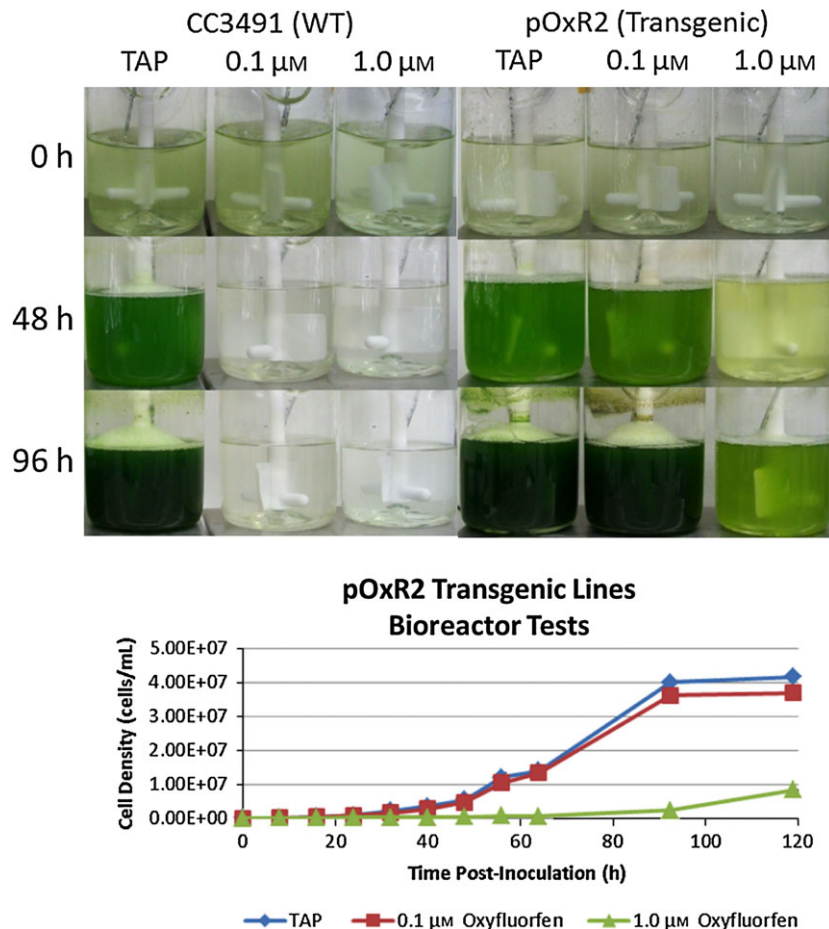 CC3491 (WT) pOxR2 (Transgenic)
TAP 0.1 μM 1.0 μM TAP 0.1 μM 1.0 μM
0 h
48 h
96 h
pOxR2 Transgenic Lines
Bioreactor Tests
Cell Density (cells/mL)
5.00E+07
4.00E+07
3.00E+07
2.00E+07
1.00E+07
0.00E+00
0 20 40 60 80 100 120
Time Post-Inoculation (h)
TAP 0.1 μM Oxyfluorfen 1.0 μM Oxyfluorfen